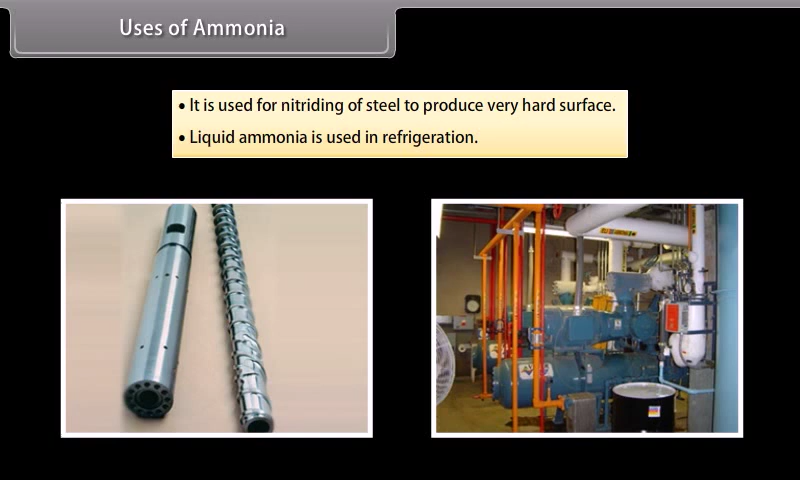 Uses of Ammonia
• It is used for nitriding of steel to produce very hard surface.
• Liquid ammonia is used in refrigeration.